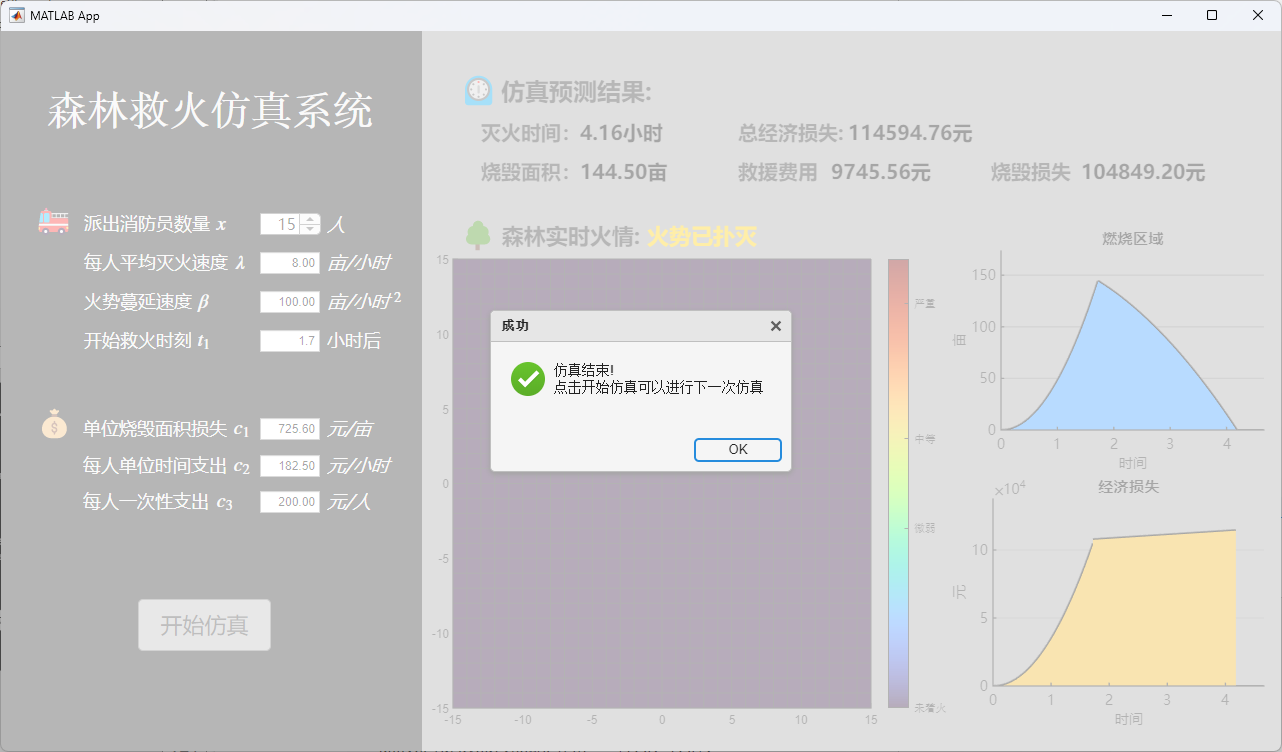 MATLAB App
森林救火仿真系统
派出消防员数量 x 15 人
每人平均灭火速度 λ 8.00 亩/小时
火势蔓延速度 β 100.00 亩/小时²
开始救火时刻 t₁ 1.7 小时后
单位烧毁面积损失 c₁ 725.60 元/亩
每人单位时间支出 c₂ 182.50 元/小时
每人一次性支出 c₃ 200.00 元/人
开始仿真
仿真预测结果:
灭火时间: 4.16小时 总经济损失: 114594.76元
烧毁面积: 144.50亩 救援费用 9745.56元 烧毁损失 104849.20元
森林实时火情: 火势已扑灭
15
10
5
0
-5
-10
-15
-15 -10 -5 0 5 10 15
严重
中等
微弱
未着火
成功
仿真结束!
点击开始仿真可以进行下一次仿真
OK
燃烧区域
150
100
50
0
亩
0 1 2 3 4
时间
经济损失
×10⁴
10
5
0
元
0 1 2 3 4
时间